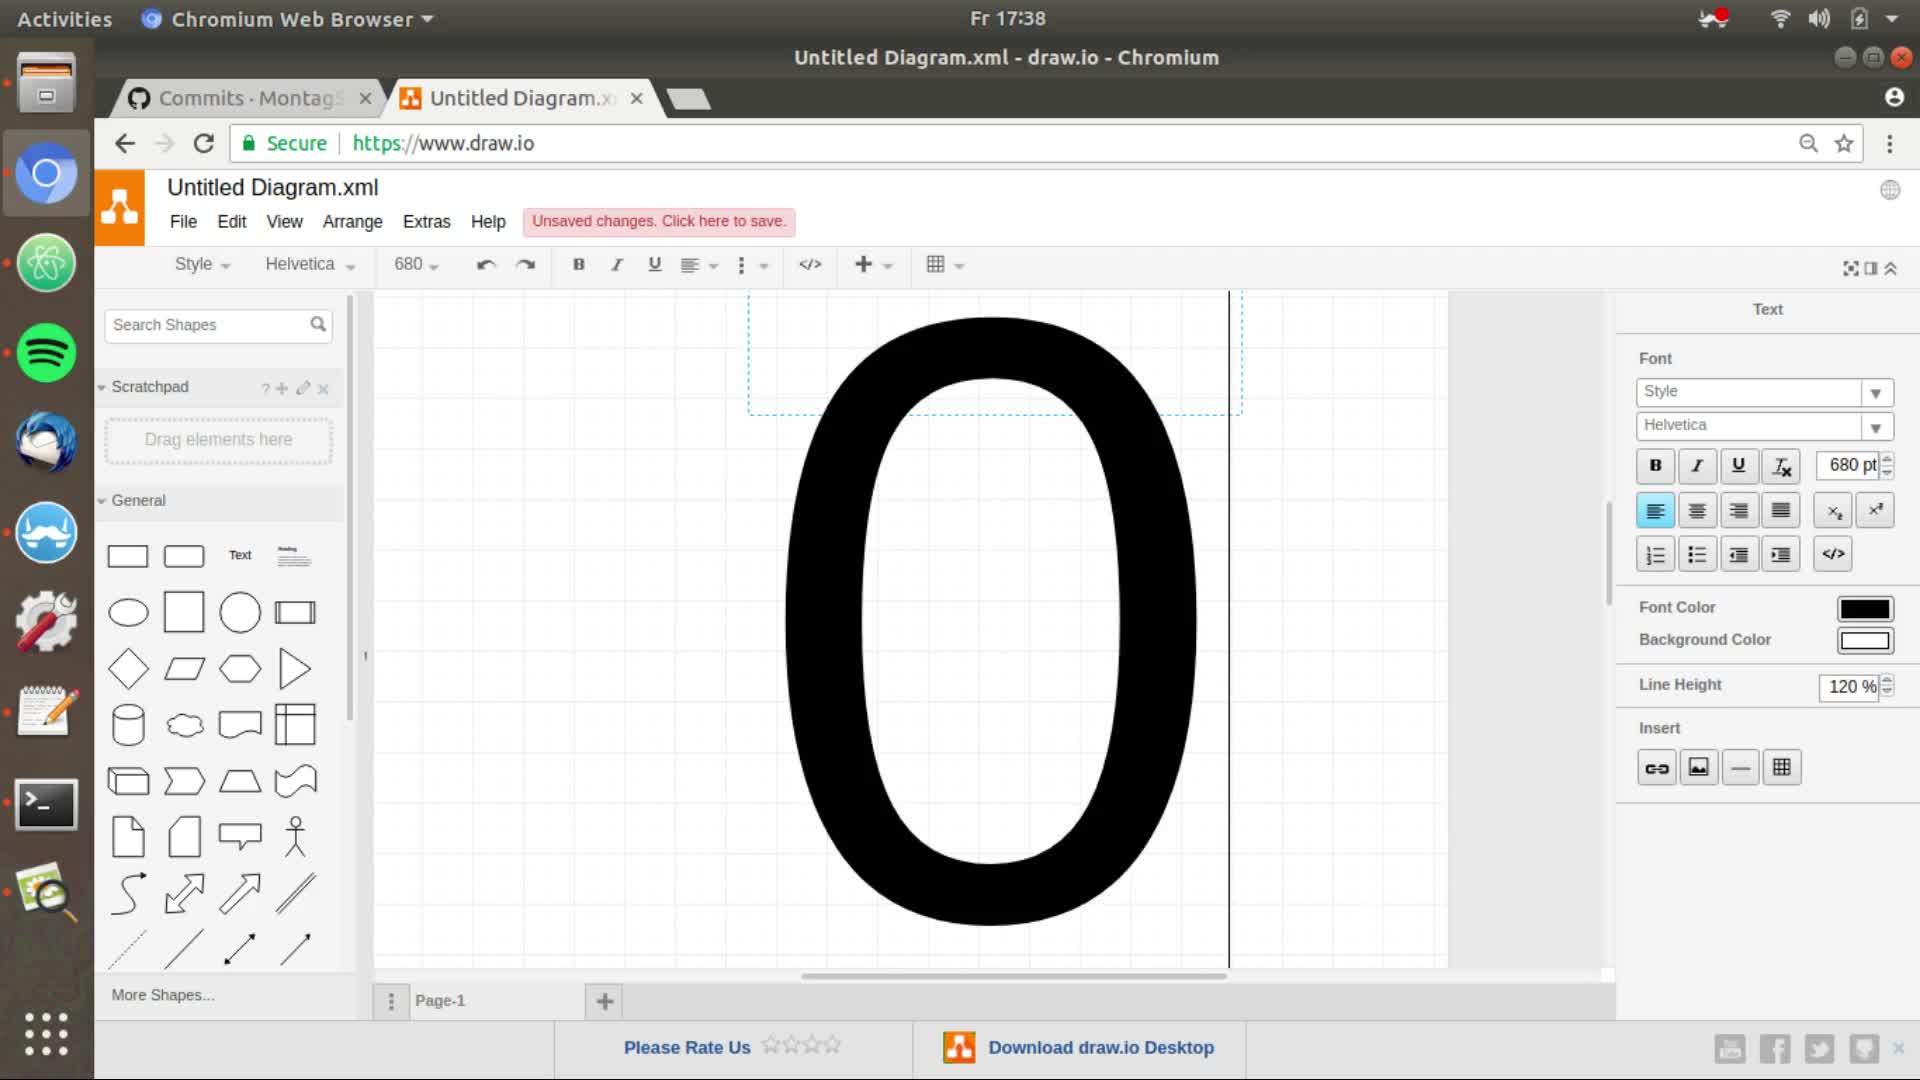 Activities
Chromium Web Browser
Fr 17:38
Untitled Diagram.xml - draw.io - Chromium
Commits · Montag
Untitled Diagram.x
Secure
https://www.draw.io
Untitled Diagram.xml
File Edit View Arrange Extras Help
Unsaved changes. Click here to save.
Style Helvetica 680 B I U </>
Search Shapes
Scratchpad
?
Drag elements here
General
Text
Heading
More Shapes...
0
Page-1
Text
Font
Style
Helvetica
B I U 680 pt
</>
Font Color
Background Color
Line Height 120 %
Insert
Please Rate Us
Download draw.io Desktop